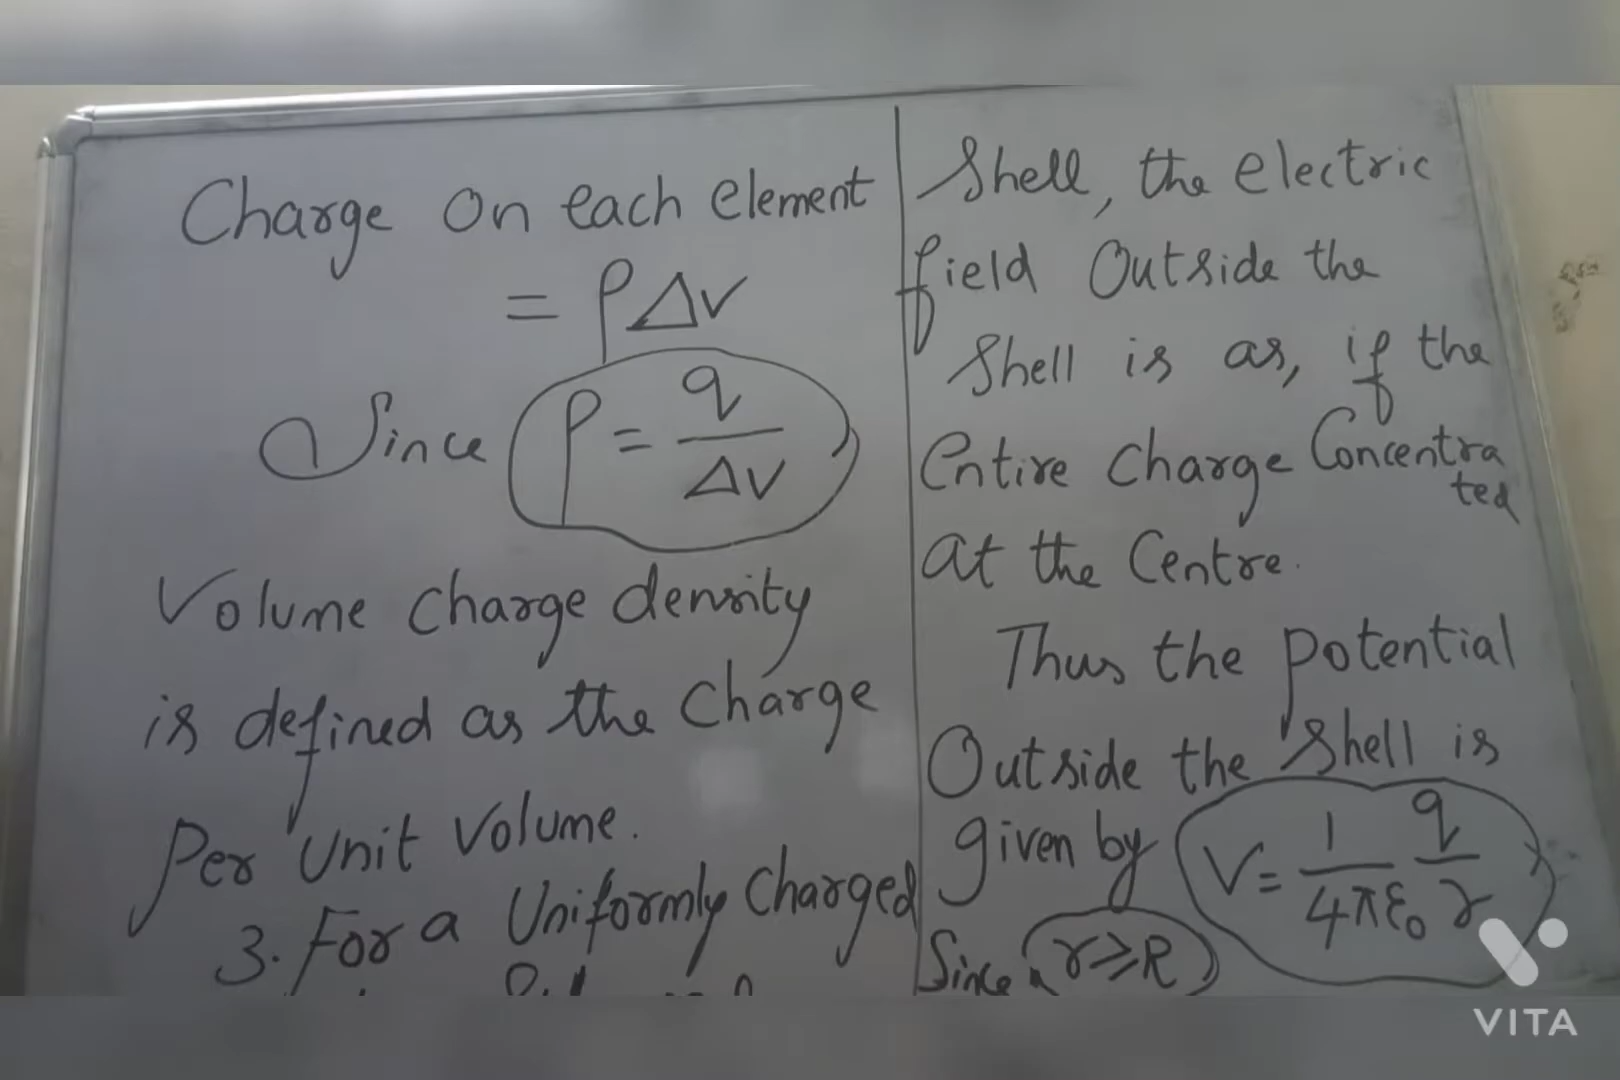 Charge on each element
= ρΔv
Since ρ = q/Δv
Volume charge density
is defined as the charge
Per Unit Volume.
3. For a Uniformly Charged
Shell, the electric
field Outside the
Shell is as, if the
Entire Charge Concentra
ted
at the Centre.
Thus the potential
Outside the Shell is
given by V = 1/4πε₀ q/r
Since r ≥ R
VITA